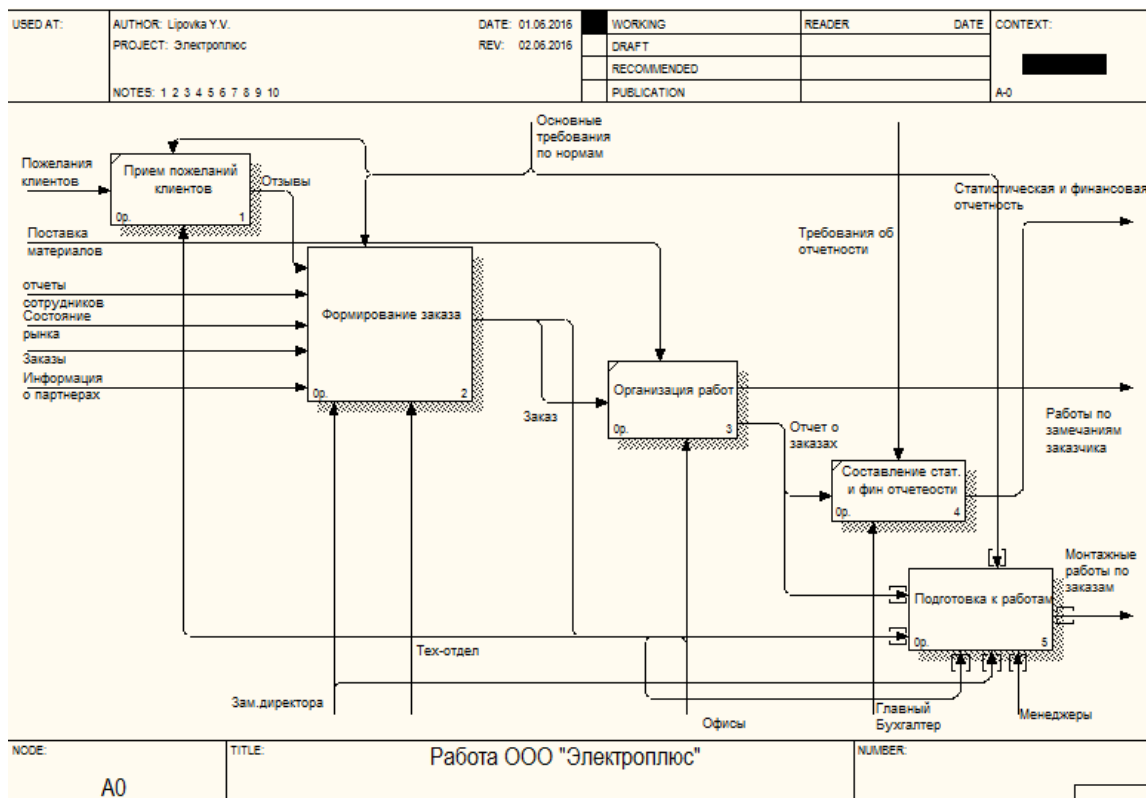 USED AT:
AUTHOR: Lipovka Y.V.
DATE: 01.06.2016
PROJECT: Электроплюс
REV: 02.06.2016
NOTES: 1 2 3 4 5 6 7 8 9 10
WORKING
DRAFT
RECOMMENDED
PUBLICATION
READER
DATE
CONTEXT:
A-0
Основные
требования
по нормам
Пожелания
клиентов
Прием пожеланий
клиентов
0р.
1
Отзывы
Статистическая и финансовая
отчетность
Поставка
материалов
Требования об
отчетности
отчеты
сотрудников
Состояние
рынка
Заказы
Информация
о партнерах
Формирование заказа
0р.
2
Заказ
Организация работ
0р.
3
Отчет о
заказах
Работы по
замечаниям
заказчика
Составление стат.
и фин отчетеости
0р.
4
Монтажные
работы по
заказам
Подготовка к работам
0р.
5
Тех-отдел
Зам.директора
Офисы
Главный
Бухгалтер
Менеджеры
NODE:
A0
TITLE:
Работа ООО "Электроплюс"
NUMBER: